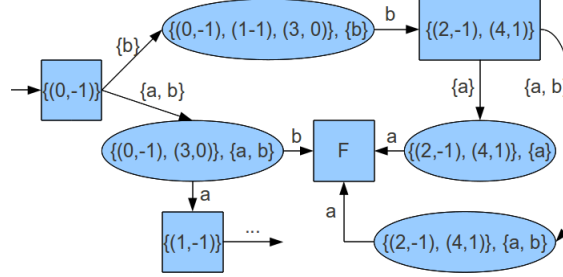 {(0,-1), (1-1), (3, 0)}, {b}
b
{(2,-1), (4,1)}
{b}
{(0,-1)}
{a, b}
{a}
{a, b}
{(0,-1), (3,0)}, {a, b}
b
F
a
{(2,-1), (4,1)}, {a}
a
{(1,-1)}
...
a
{(2,-1), (4,1)}, {a, b}